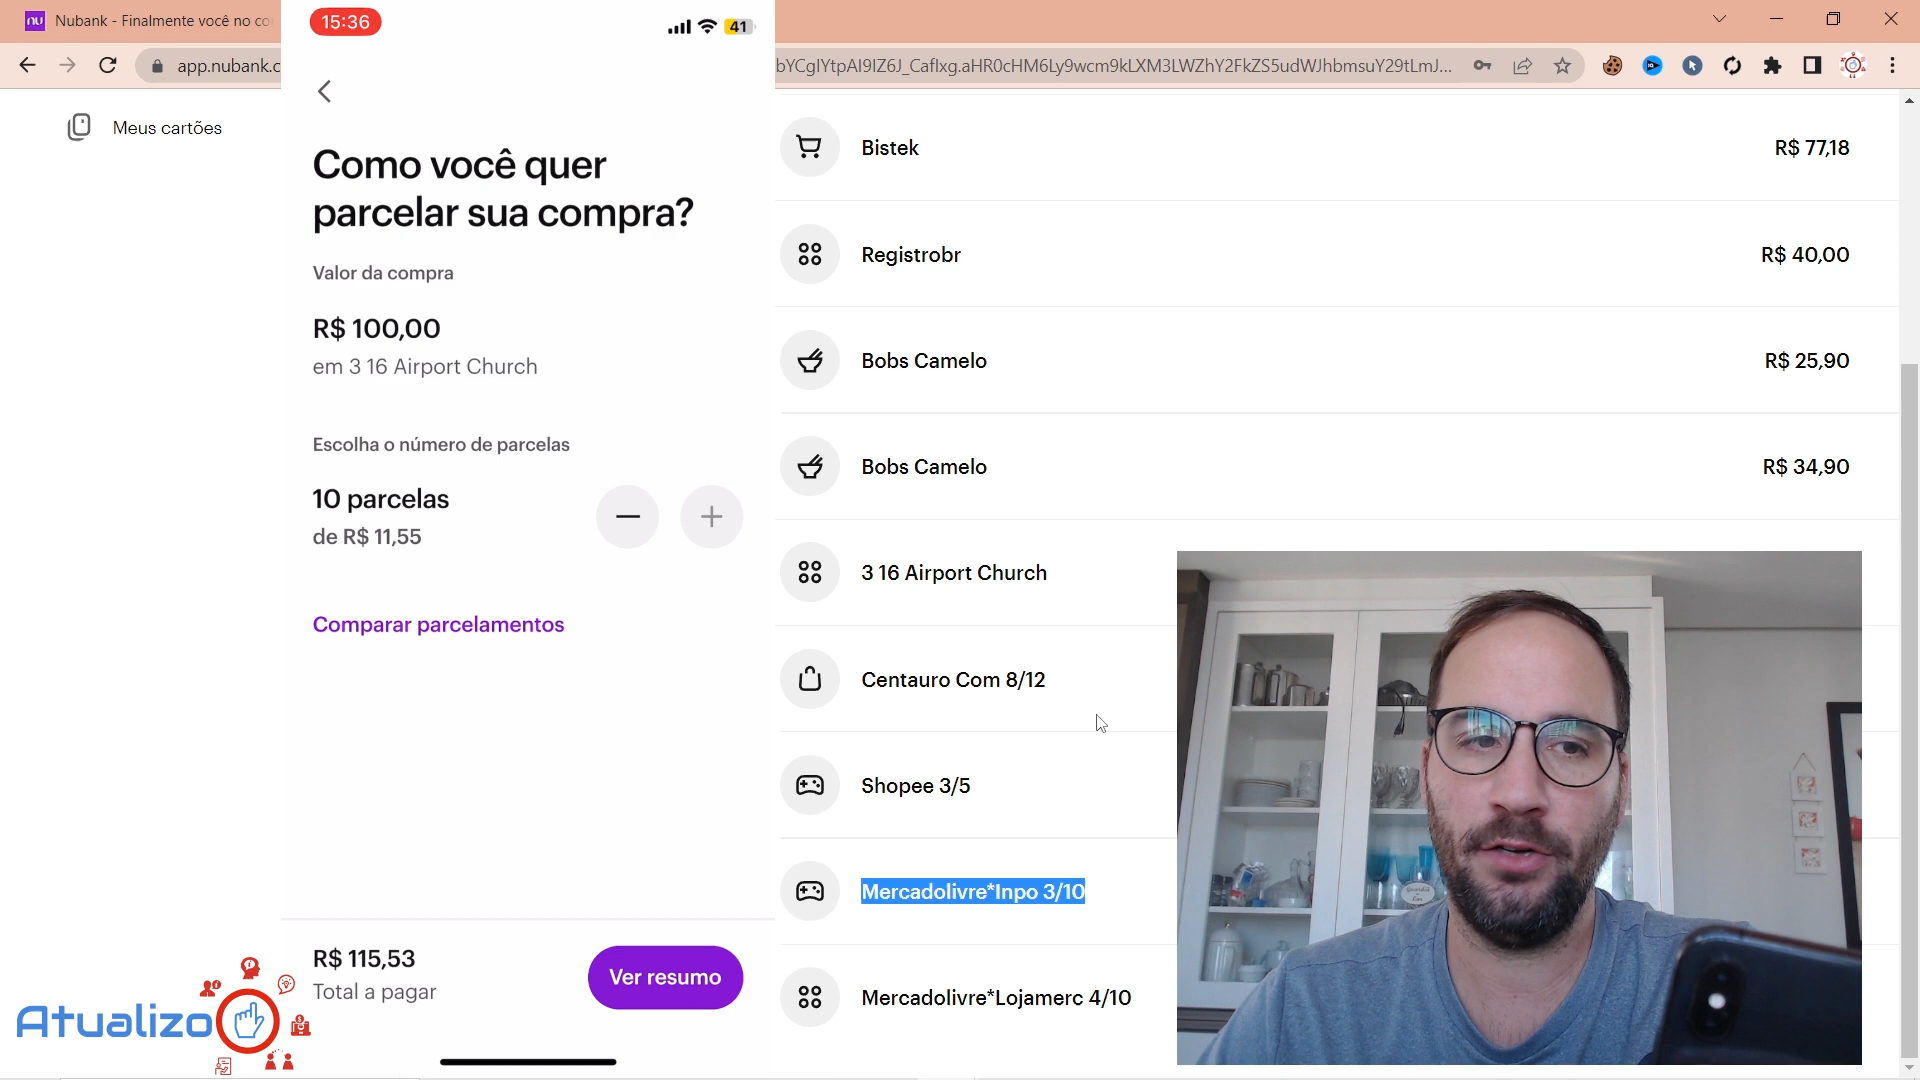 nu Nubank - Finalmente você no co
app.nubank.c
bYCgIYtpAI9IZ6J_Caflxg.aHR0cHM6Ly9wcm9kLXM3LWZhY2FkZS5udWJhbmsuY29tLmJ...
Meus cartões
15:36
41
Como você quer
parcelar sua compra?
Valor da compra
R$ 100,00
em 3 16 Airport Church
Escolha o número de parcelas
10 parcelas
de R$ 11,55
Comparar parcelamentos
R$ 115,53
Total a pagar
Ver resumo
Bistek R$ 77,18
Registrobr R$ 40,00
Bobs Camelo R$ 25,90
Bobs Camelo R$ 34,90
3 16 Airport Church
Centauro Com 8/12
Shopee 3/5
Mercadolivre*Inpo 3/10
Mercadolivre*Lojamerc 4/10
Atualizo